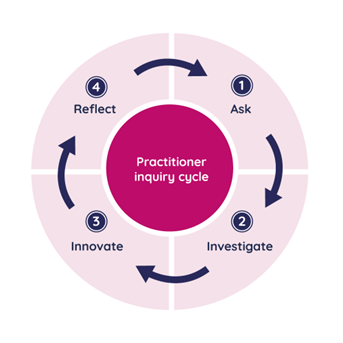 Practitioner
inquiry cycle
1
Ask
2
Investigate
3
Innovate
4
Reflect